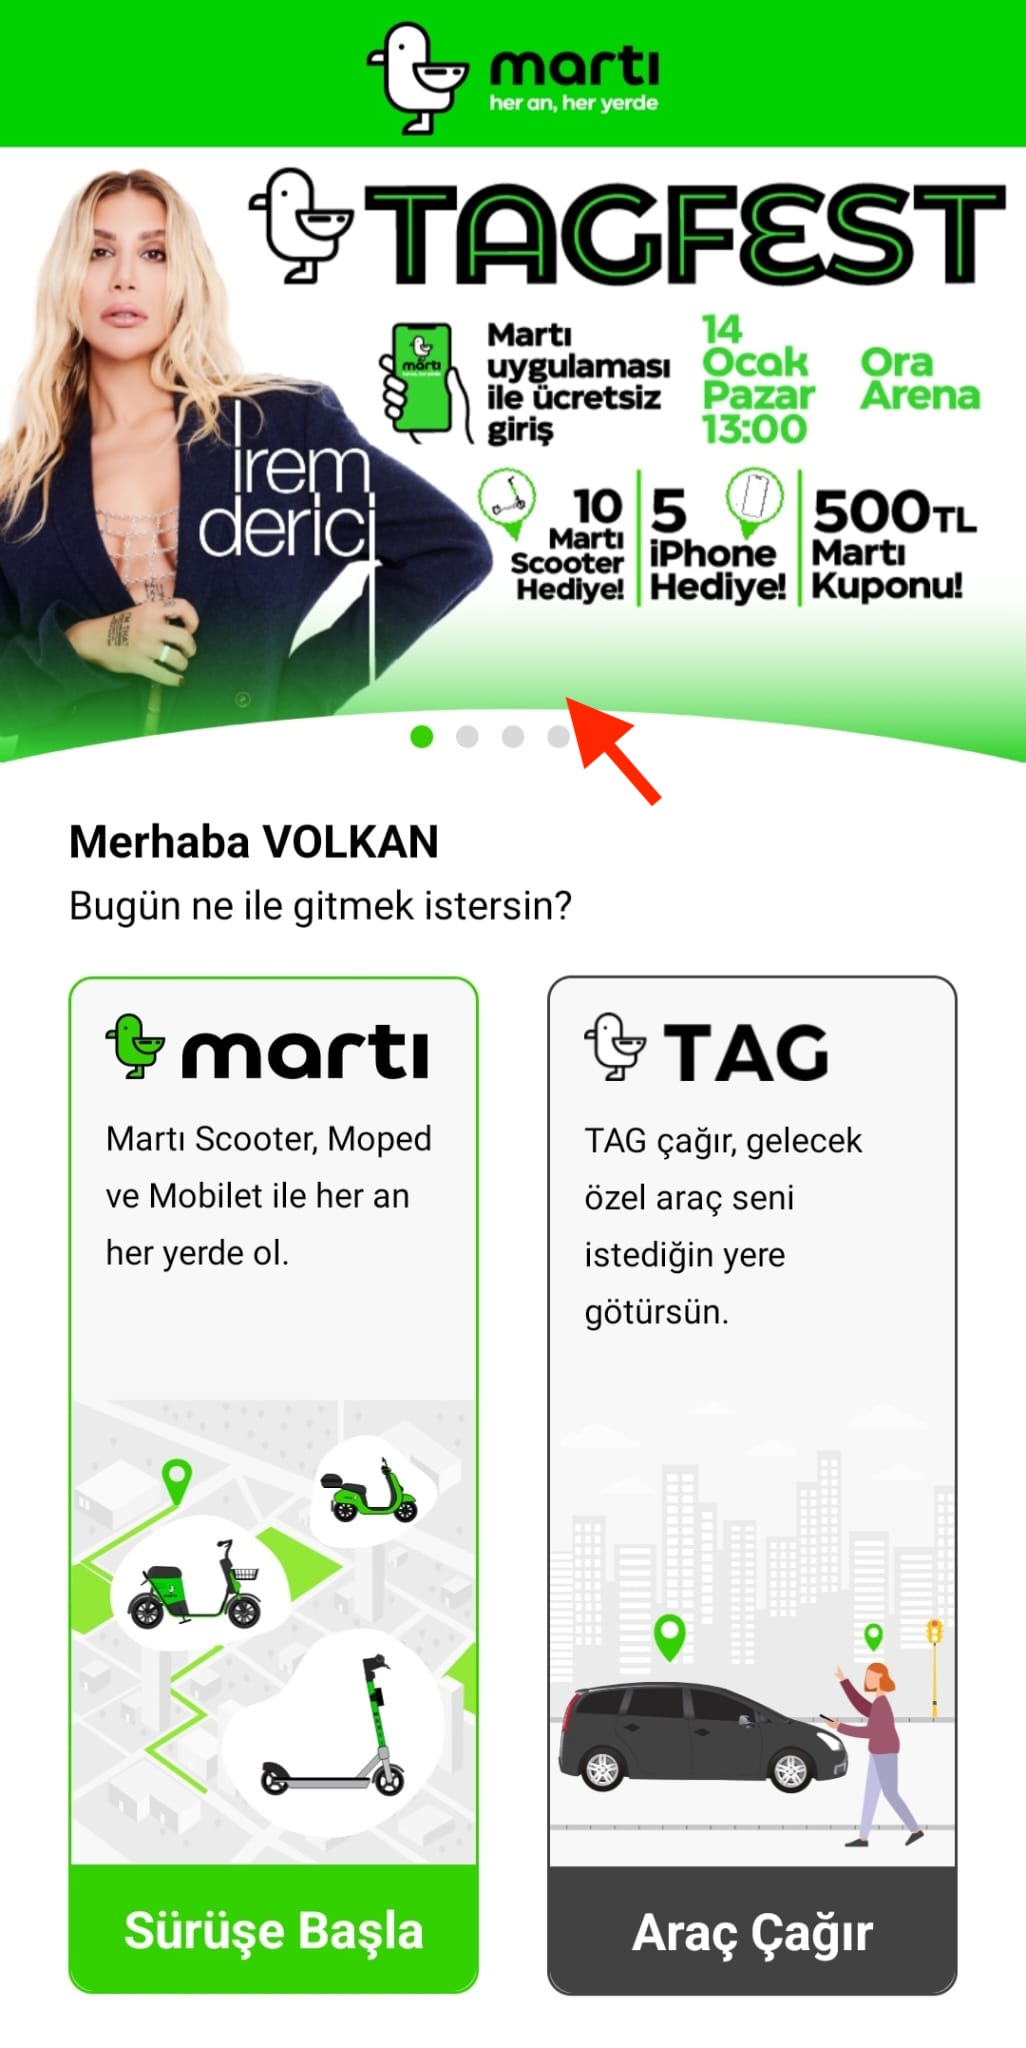 martı
her an, her yerde
TAGFEST
Martı
uygulaması
ile ücretsiz
giriş
14
Ocak
Pazar
13:00
Ora
Arena
martı
irem
derici
10
Martı
Scooter
Hediye!
5
iPhone
Hediye!
500TL
Martı
Kuponu!
Merhaba VOLKAN
Bugün ne ile gitmek istersin?
martı
Martı Scooter, Moped
ve Mobilet ile her an
her yerde ol.
Sürüşe Başla
TAG
TAG çağır, gelecek
özel araç seni
istediğin yere
götürsün.
Araç Çağır